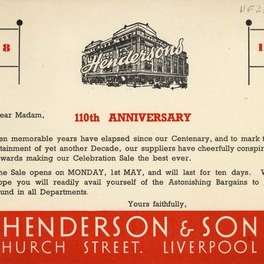 8
Hendersons
1
ear Madam,
110th ANNIVERSARY
en memorable years have elapsed since our Centenary, and to mark t
tainment of yet another Decade, our suppliers have cheerfully conspir
wards making our Celebration Sale the best ever.
he Sale opens on MONDAY, 1st MAY, and will last for ten days. W
ope you will readily avail yourself of the Astonishing Bargains to
und in all Departments.
Yours faithfully,
HENDERSON & SON
HURCH STREET. LIVERPOOL